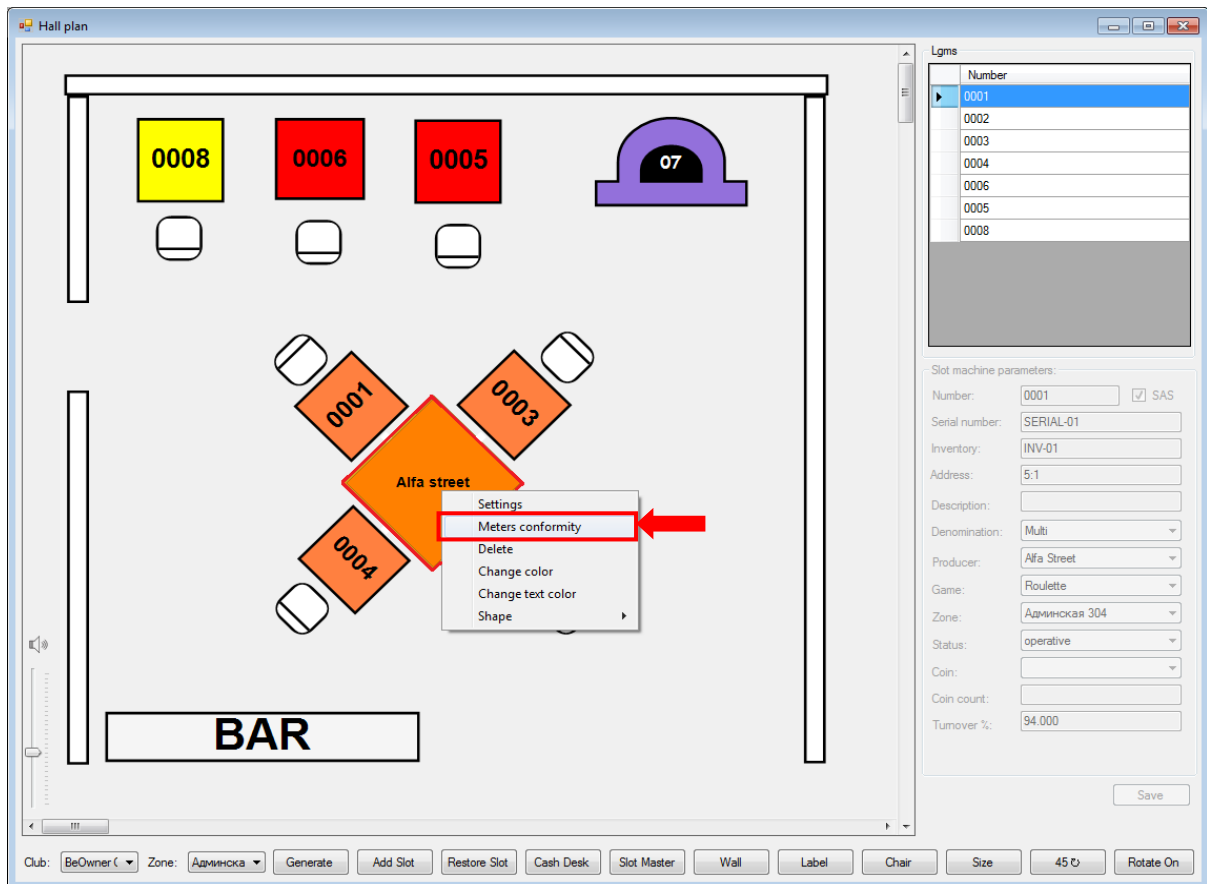 Hall plan
0008
0006
0005
07
0001
0003
Alfa street
0004
Settings
Meters conformity
Delete
Change color
Change text color
Shape
BAR
Lgms
Number
0001
0002
0003
0004
0006
0005
0008
Slot machine parameters:
Number: 0001 SAS
Serial number: SERIAL-01
Inventory: INV-01
Address: 5:1
Description:
Denomination: Multi
Producer: Alfa Street
Game: Roulette
Zone: Админская 304
Status: operative
Coin:
Coin count:
Turnover %: 94.000
Save
Club: BeOwner ( Zone: Админска Generate Add Slot Restore Slot Cash Desk Slot Master Wall Label Chair Size 45 ↻ Rotate On